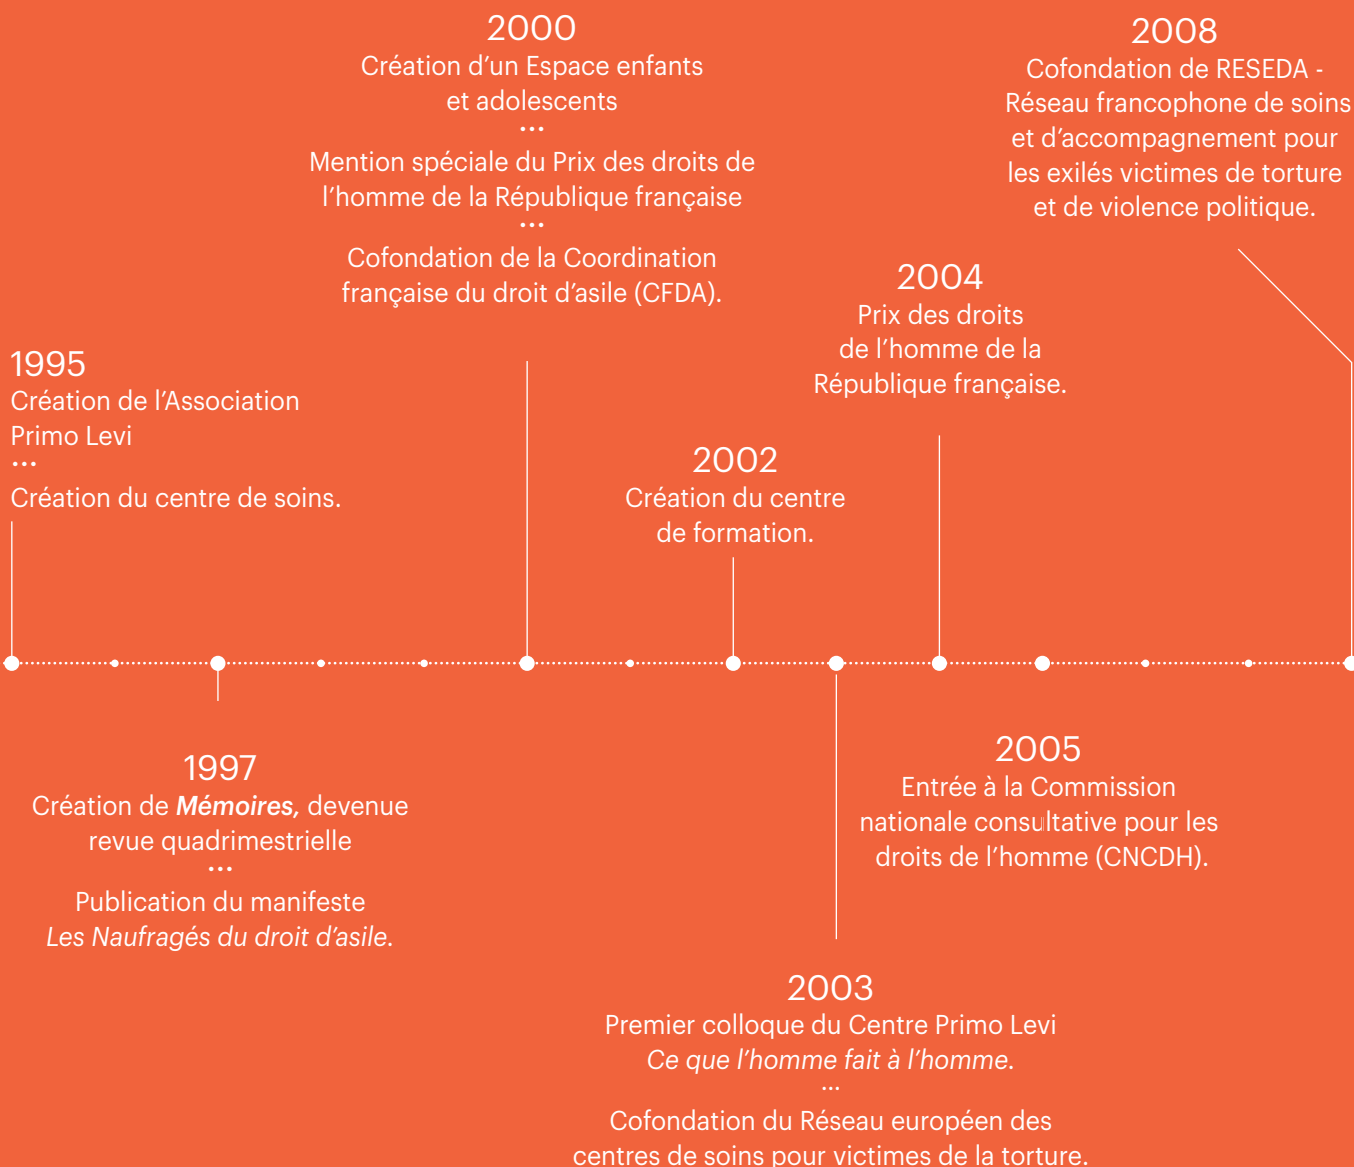 1995
Création de l’Association
Primo Levi
...
Création du centre de soins.
1997
Création de Mémoires, devenue
revue quadrimestrielle
...
Publication du manifeste
Les Naufragés du droit d’asile.
2000
Création d’un Espace enfants
et adolescents
...
Mention spéciale du Prix des droits de
l’homme de la République française
...
Cofondation de la Coordination
française du droit d’asile (CFDA).
2002
Création du centre
de formation.
2003
Premier colloque du Centre Primo Levi
Ce que l’homme fait à l’homme.
...
Cofondation du Réseau européen des
centres de soins pour victimes de la torture.
2004
Prix des droits
de l’homme de la
République française.
2005
Entrée à la Commission
nationale consultative pour les
droits de l’homme (CNCDH).
2008
Cofondation de RESEDA -
Réseau francophone de soins
et d’accompagnement pour
les exilés victimes de torture
et de violence politique.